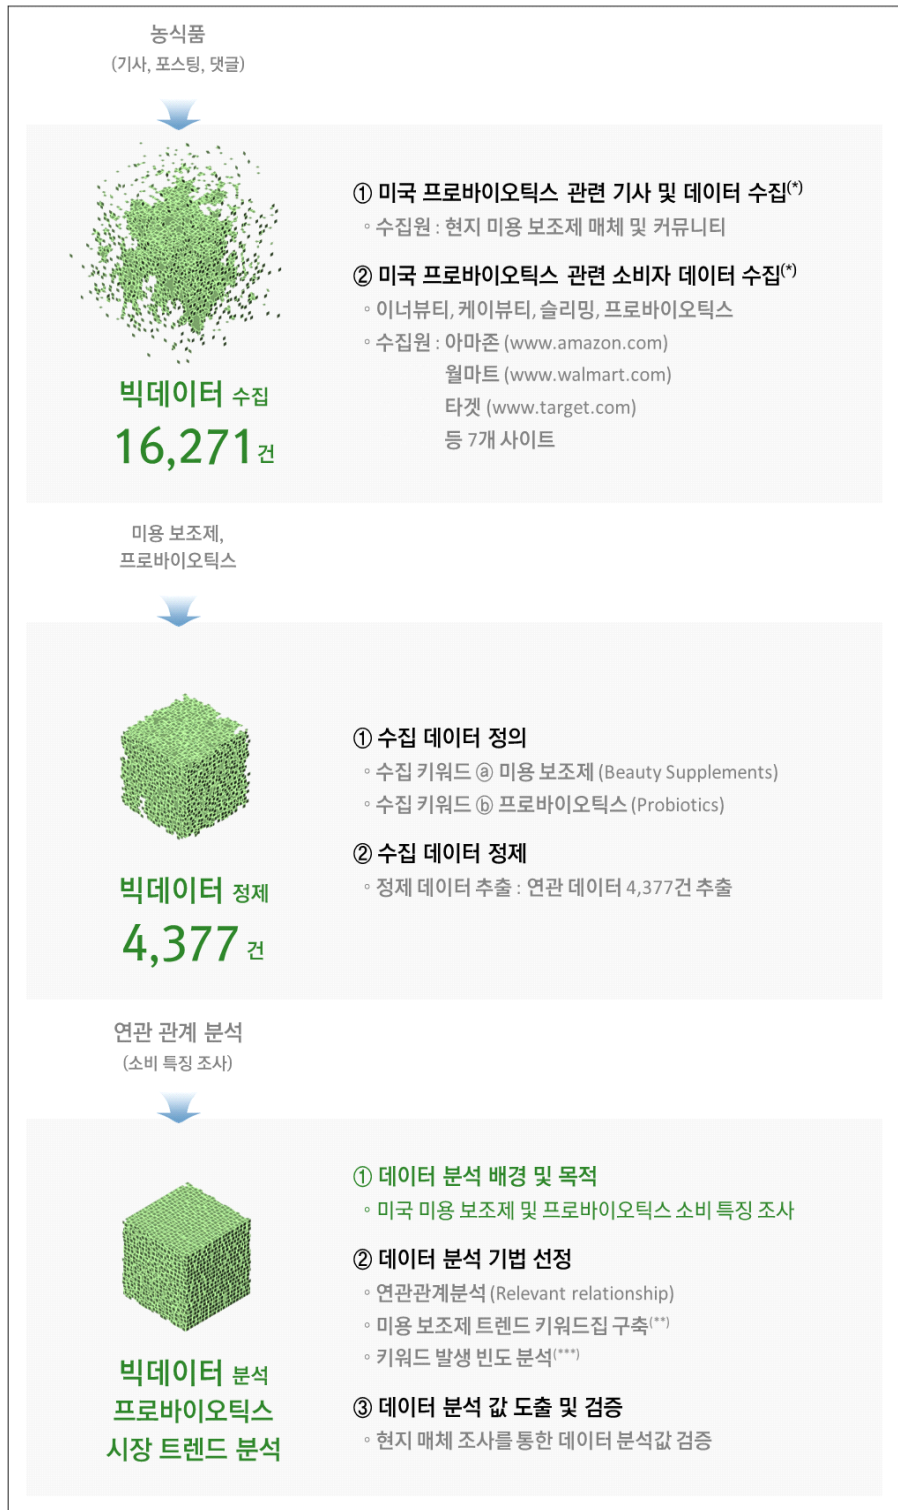 농식품
(기사, 포스팅, 댓글)
① 미국 프로바이오틱스 관련 기사 및 데이터 수집(*)
◦ 수집원 : 현지 미용 보조제 매체 및 커뮤니티
② 미국 프로바이오틱스 관련 소비자 데이터 수집(*)
◦ 이너뷰티, 케이뷰티, 슬리밍, 프로바이오틱스
◦ 수집원 : 아마존 (www.amazon.com)
월마트 (www.walmart.com)
타겟 (www.target.com)
등 7개 사이트
빅데이터 수집
16,271건
미용 보조제,
프로바이오틱스
① 수집 데이터 정의
◦ 수집 키워드 ⓐ 미용 보조제 (Beauty Supplements)
◦ 수집 키워드 ⓑ 프로바이오틱스 (Probiotics)
② 수집 데이터 정제
◦ 정제 데이터 추출 : 연관 데이터 4,377건 추출
빅데이터 정제
4,377 건
연관 관계 분석
(소비 특징 조사)
① 데이터 분석 배경 및 목적
◦ 미국 미용 보조제 및 프로바이오틱스 소비 특징 조사
② 데이터 분석 기법 선정
◦ 연관관계분석 (Relevant relationship)
◦ 미용 보조제 트렌드 키워드집 구축(**)
◦ 키워드 발생 빈도 분석(***)
③ 데이터 분석 값 도출 및 검증
◦ 현지 매체 조사를 통한 데이터 분석값 검증
빅데이터 분석
프로바이오틱스
시장 트렌드 분석